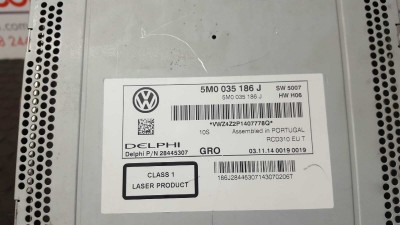 5M0 035 186 J
SW 5007
5M0 035 186 J
HW H06
*VWZ4Z2P1407778Q*
10S
Assembled in PORTUGAL
RCD310 EU T
DELPHI
Delphi P/N 28445307
GRO
03.11.14 0019 0019
CLASS 1
LASER PRODUCT
186J28445307143070206T